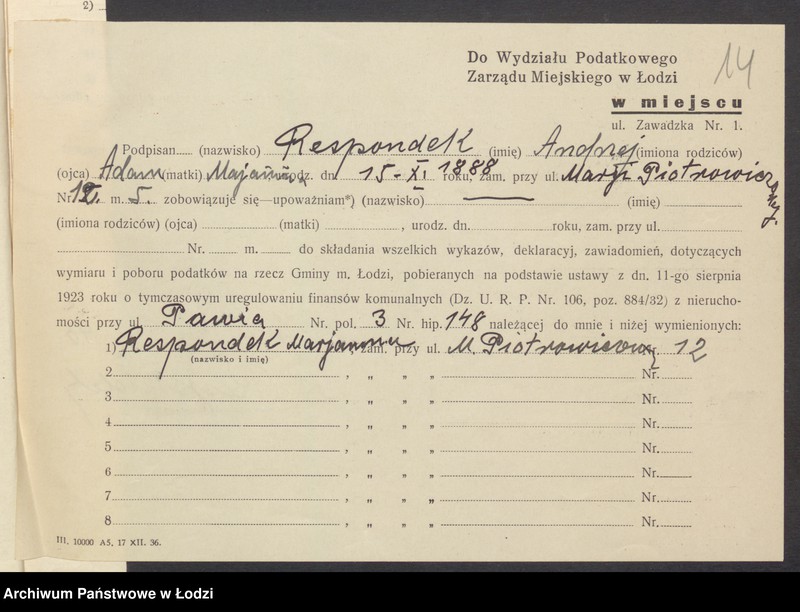 2)
Do Wydziału Podatkowego
Zarządu Miejskiego w Łodzi
14
w miejscu
ul. Zawadzka Nr. 1.
Podpisan (nazwisko) Respondek (imię) Andrzej (imiona rodziców)
(ojca) Adam (matki) urodz. dn 15-XI. 1888 roku, zam. przy ul. Marji Piotrowiczowej.
Nr 12. m. 5. zobowiązuje się—upoważniam*) (nazwisko) — (imię)
(imiona rodziców) (ojca) (matki) , urodz. dn. roku, zam. przy ul.
Nr. m. do składania wszelkich wykazów, deklaracyj, zawiadomień, dotyczących
wymiaru i poboru podatków na rzecz Gminy m. Łodzi, pobieranych na podstawie ustawy z dn. 11-go sierpnia
1923 roku o tymczasowym uregulowaniu finansów komunalnych (Dz. U. R. P. Nr. 106, poz. 884/32) z nierucho-
mości przy ul. Pawia Nr. pol. 3 Nr. hip. 148 należącej do mnie i niżej wymienionych:
1) Respondek Marjanna, zam. przy ul. M. Piotrowiczowej 12
(nazwisko i imię)
2 , „ „ „ Nr.
3 , „ „ „ Nr.
4 , „ „ „ Nr.
5 , „ „ „ Nr.
6 , „ „ „ Nr.
7 , „ „ „ Nr.
8 , „ „ „ Nr.
III. 10000 A5. 17 XII. 36.
Archiwum Państwowe w Łodzi